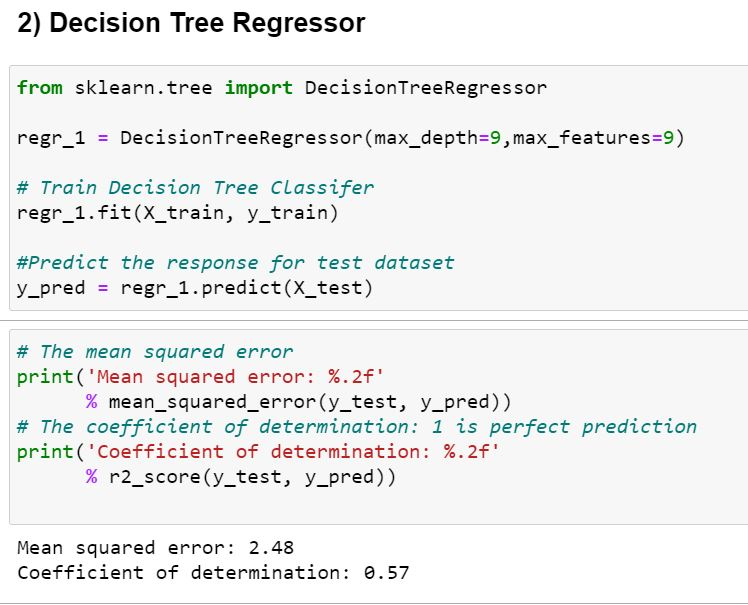 2) Decision Tree Regressor
from sklearn.tree import DecisionTreeRegressor
regr_1 = DecisionTreeRegressor(max_depth=9,max_features=9)
# Train Decision Tree Classifer
regr_1.fit(X_train, y_train)
#Predict the response for test dataset
y_pred = regr_1.predict(X_test)
# The mean squared error
print('Mean squared error: %.2f'
% mean_squared_error(y_test, y_pred))
# The coefficient of determination: 1 is perfect prediction
print('Coefficient of determination: %.2f'
% r2_score(y_test, y_pred))
Mean squared error: 2.48
Coefficient of determination: 0.57